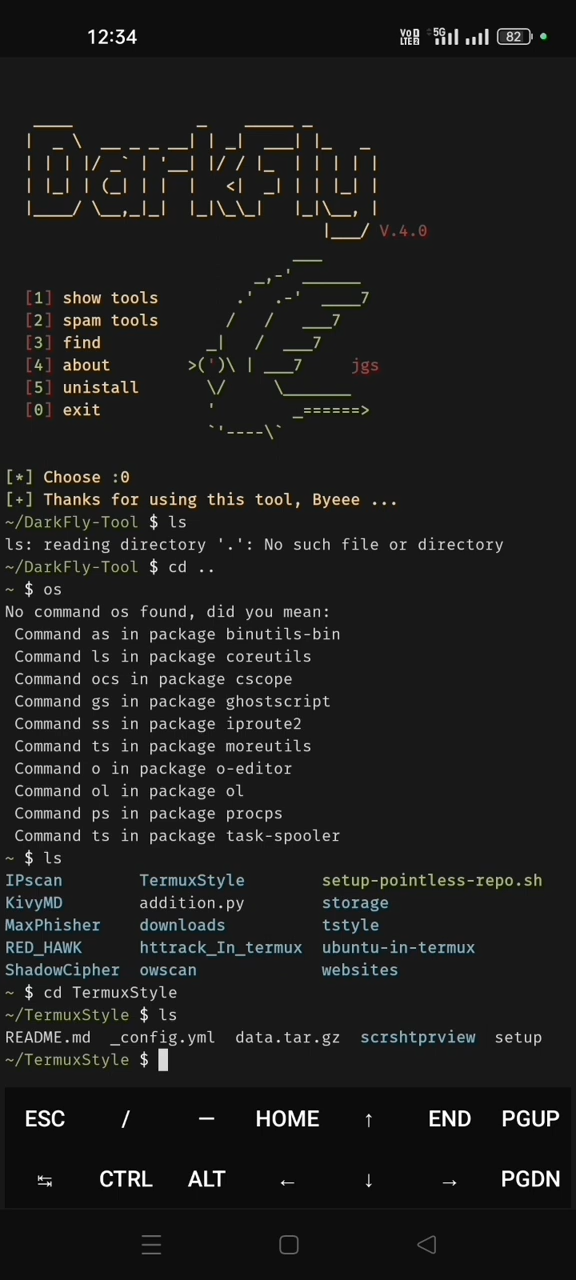 12:34
VoD LTE2 5G 82
DarkFly
V.4.0
[1] show tools
[2] spam tools
[3] find
[4] about
[5] unistall
[0] exit
jgs
[*] Choose :0
[+] Thanks for using this tool, Byeee ...
~/DarkFly-Tool $ ls
ls: reading directory '.': No such file or directory
~/DarkFly-Tool $ cd ..
~ $ os
No command os found, did you mean:
Command as in package binutils-bin
Command ls in package coreutils
Command ocs in package cscope
Command gs in package ghostscript
Command ss in package iproute2
Command ts in package moreutils
Command o in package o-editor
Command ol in package ol
Command ps in package procps
Command ts in package task-spooler
~ $ ls
IPscan TermuxStyle setup-pointless-repo.sh
KivyMD addition.py storage
MaxPhisher downloads tstyle
RED_HAWK httrack_In_termux ubuntu-in-termux
ShadowCipher owscan websites
~ $ cd TermuxStyle
~/TermuxStyle $ ls
README.md _config.yml data.tar.gz scrshtprview setup
~/TermuxStyle $
ESC / — HOME ↑ END PGUP
↹ CTRL ALT ← ↓ → PGDN